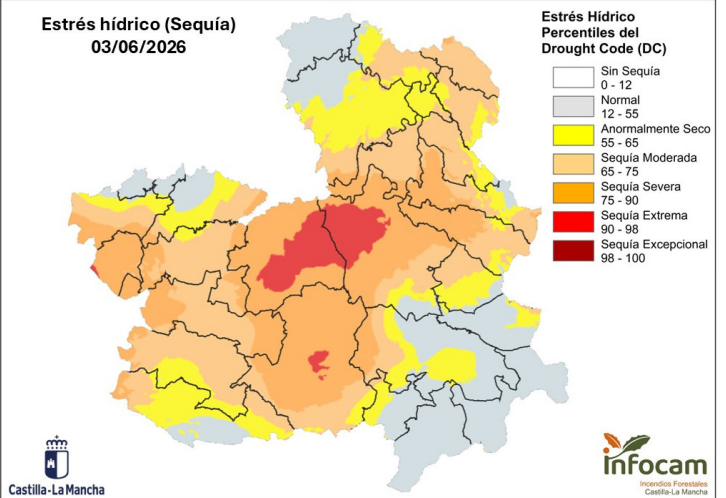 Estrés hídrico (Sequía)
03/06/2026
Estrés Hídrico
Percentiles del
Drought Code (DC)
Sin Sequía
0 - 12
Normal
12 - 55
Anormalmente Seco
55 - 65
Sequía Moderada
65 - 75
Sequía Severa
75 - 90
Sequía Extrema
90 - 98
Sequía Excepcional
98 - 100
Castilla-La Mancha
infocam
Incendios Forestales
Castilla-La Mancha